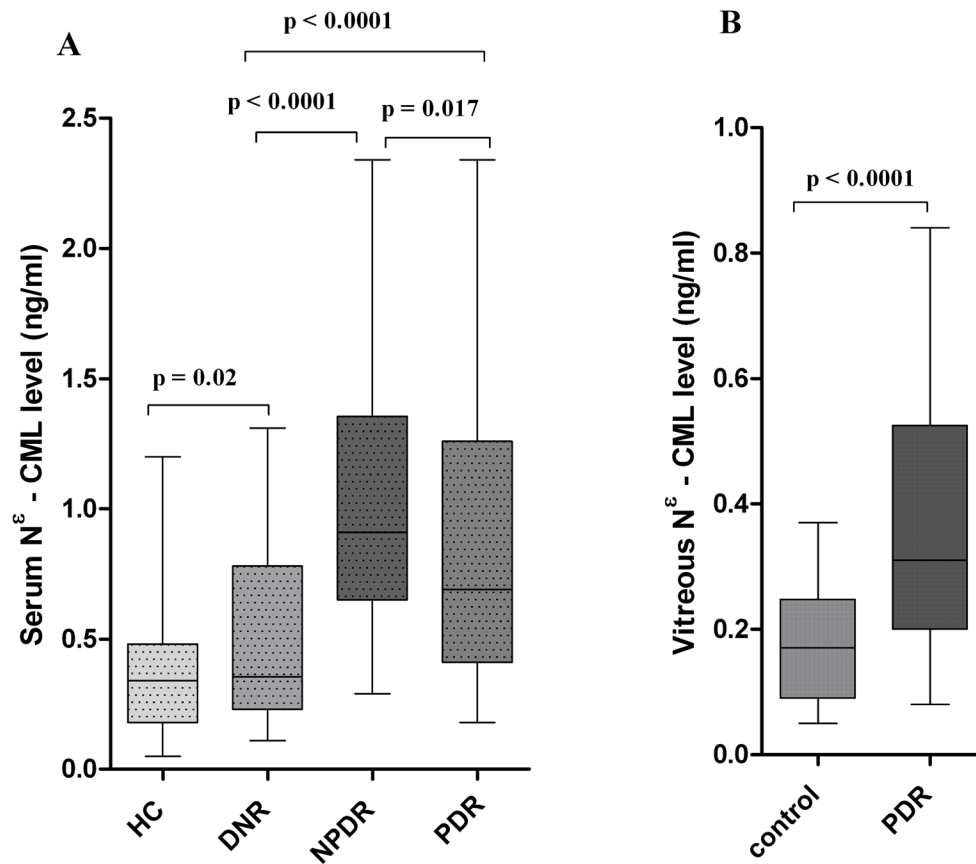 A
p < 0.0001
p < 0.0001
p = 0.017
p = 0.02
2.5
2.0
1.5
1.0
0.5
0.0
Serum Nᵋ - CML level (ng/ml)
HC
DNR
NPDR
PDR
B
p < 0.0001
1.0
0.8
0.6
0.4
0.2
0.0
Vitreous Nᵋ - CML level (ng/ml)
control
PDR